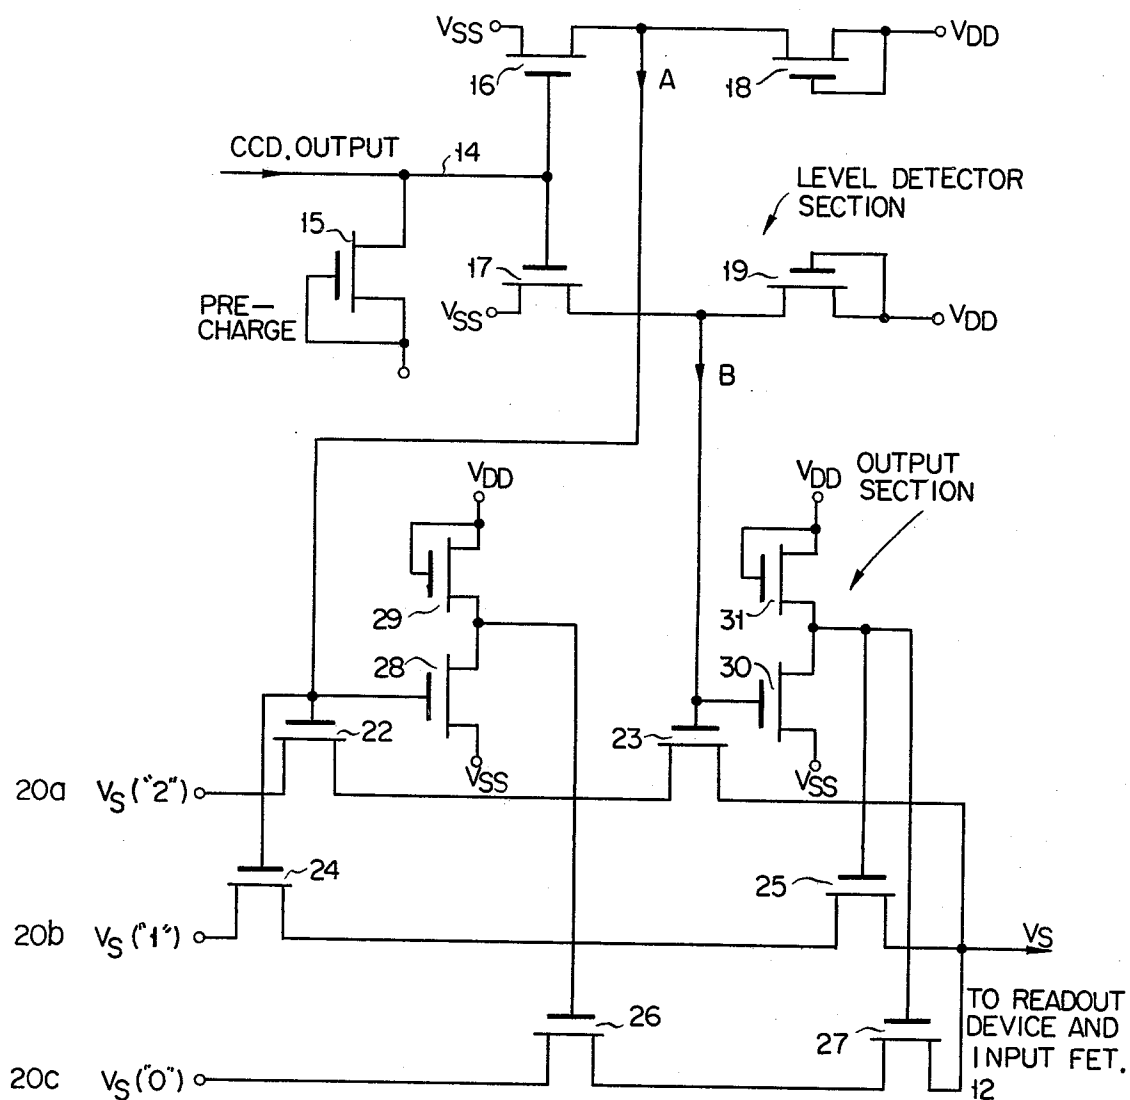 VSS
16
A
18
VDD
CCD. OUTPUT
14
LEVEL DETECTOR
SECTION
15
17
19
PRE-
CHARGE
VSS
VDD
B
VDD
VDD
OUTPUT
SECTION
29
31
28
30
22
23
VSS
VSS
20a VS ("2")
24
25
20b VS ("1")
VS
26
27
TO READOUT
DEVICE AND
INPUT FET.
12
20c VS ("0")